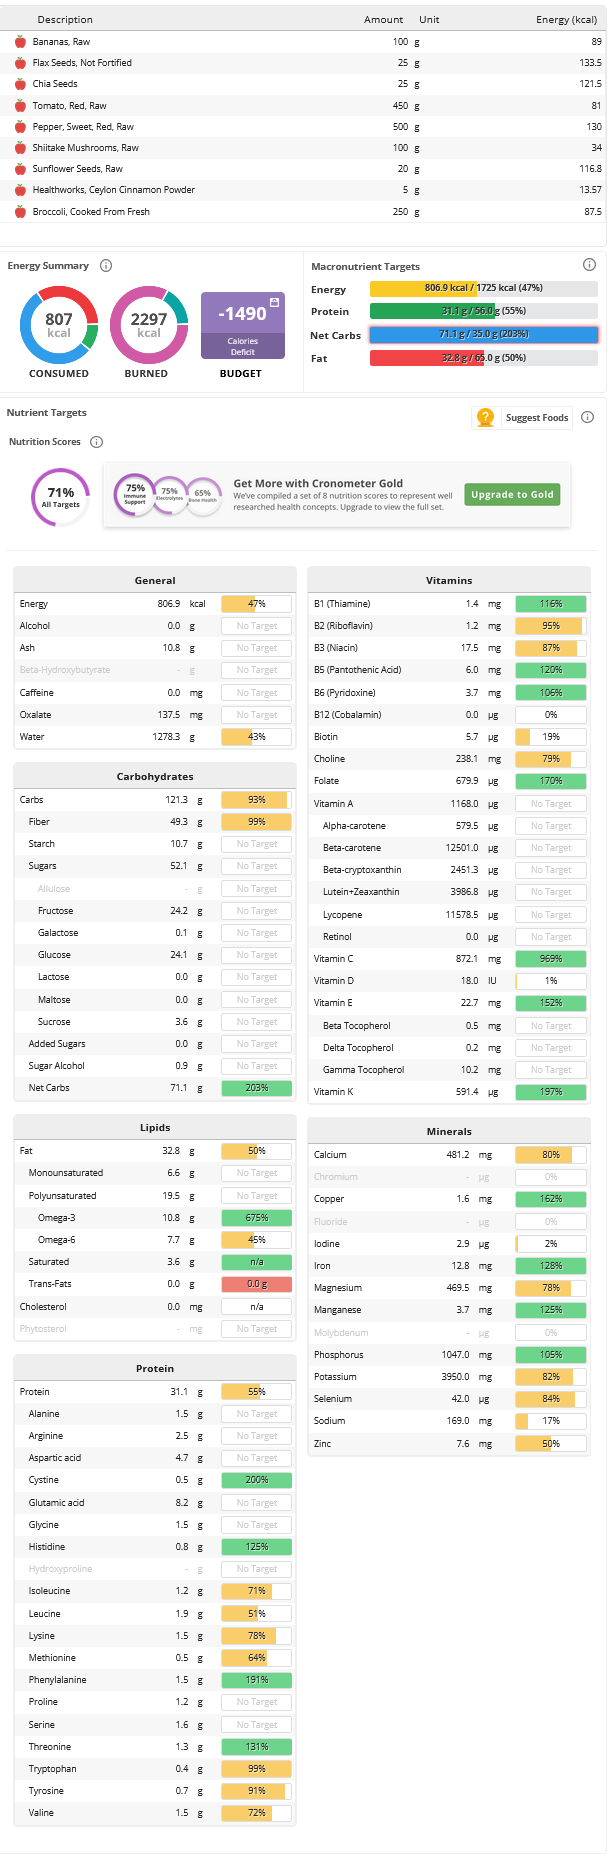 Description Amount Unit Energy (kcal)
Bananas, Raw 100 g 89
Flax Seeds, Not Fortified 25 g 133.5
Chia Seeds 25 g 121.5
Tomato, Red, Raw 450 g 81
Pepper, Sweet, Red, Raw 500 g 130
Shiitake Mushrooms, Raw 100 g 34
Sunflower Seeds, Raw 20 g 116.8
Healthworks, Ceylon Cinnamon Powder 5 g 13.57
Broccoli, Cooked From Fresh 250 g 87.5
Energy Summary i
807
kcal
CONSUMED
2297
kcal
BURNED
-1490
Calories
Deficit
BUDGET
Macronutrient Targets i
Energy 806.9 kcal / 1725 kcal (47%)
Protein 31.1 g / 56.0 g (55%)
Net Carbs 71.1 g / 35.0 g (203%)
Fat 32.8 g / 65.0 g (50%)
Nutrient Targets
? Suggest Foods i
Nutrition Scores i
71%
All Targets
75%
Immune
Support
75%
Electrolytes
65%
Bone Health
Get More with Cronometer Gold
We've compiled a set of 8 nutrition scores to represent well
researched health concepts. Upgrade to view the full set.
Upgrade to Gold
General
Energy 806.9 kcal 47%
Alcohol 0.0 g No Target
Ash 10.8 g No Target
Beta-Hydroxybutyrate - g No Target
Caffeine 0.0 mg No Target
Oxalate 137.5 mg No Target
Water 1278.3 g 43%
Carbohydrates
Carbs 121.3 g 93%
Fiber 49.3 g 99%
Starch 10.7 g No Target
Sugars 52.1 g No Target
Allulose - g No Target
Fructose 24.2 g No Target
Galactose 0.1 g No Target
Glucose 24.1 g No Target
Lactose 0.0 g No Target
Maltose 0.0 g No Target
Sucrose 3.6 g No Target
Added Sugars 0.0 g No Target
Sugar Alcohol 0.9 g No Target
Net Carbs 71.1 g 203%
Lipids
Fat 32.8 g 50%
Monounsaturated 6.6 g No Target
Polyunsaturated 19.5 g No Target
Omega-3 10.8 g 675%
Omega-6 7.7 g 45%
Saturated 3.6 g n/a
Trans-Fats 0.0 g 0.0 g
Cholesterol 0.0 mg n/a
Phytosterol - mg No Target
Protein
Protein 31.1 g 55%
Alanine 1.5 g No Target
Arginine 2.5 g No Target
Aspartic acid 4.7 g No Target
Cystine 0.5 g 200%
Glutamic acid 8.2 g No Target
Glycine 1.5 g No Target
Histidine 0.8 g 125%
Hydroxyproline - g No Target
Isoleucine 1.2 g 71%
Leucine 1.9 g 51%
Lysine 1.5 g 78%
Methionine 0.5 g 64%
Phenylalanine 1.5 g 191%
Proline 1.2 g No Target
Serine 1.6 g No Target
Threonine 1.3 g 131%
Tryptophan 0.4 g 99%
Tyrosine 0.7 g 91%
Valine 1.5 g 72%
Vitamins
B1 (Thiamine) 1.4 mg 116%
B2 (Riboflavin) 1.2 mg 95%
B3 (Niacin) 17.5 mg 87%
B5 (Pantothenic Acid) 6.0 mg 120%
B6 (Pyridoxine) 3.7 mg 106%
B12 (Cobalamin) 0.0 µg 0%
Biotin 5.7 µg 19%
Choline 238.1 mg 79%
Folate 679.9 µg 170%
Vitamin A 1168.0 µg No Target
Alpha-carotene 579.5 µg No Target
Beta-carotene 12501.0 µg No Target
Beta-cryptoxanthin 2451.3 µg No Target
Lutein+Zeaxanthin 3986.8 µg No Target
Lycopene 11578.5 µg No Target
Retinol 0.0 µg No Target
Vitamin C 872.1 mg 969%
Vitamin D 18.0 IU 1%
Vitamin E 22.7 mg 152%
Beta Tocopherol 0.5 mg No Target
Delta Tocopherol 0.2 mg No Target
Gamma Tocopherol 10.2 mg No Target
Vitamin K 591.4 µg 197%
Minerals
Calcium 481.2 mg 80%
Chromium - µg 0%
Copper 1.6 mg 162%
Fluoride - µg 0%
Iodine 2.9 µg 2%
Iron 12.8 mg 128%
Magnesium 469.5 mg 78%
Manganese 3.7 mg 125%
Molybdenum - µg 0%
Phosphorus 1047.0 mg 105%
Potassium 3950.0 mg 82%
Selenium 42.0 µg 84%
Sodium 169.0 mg 17%
Zinc 7.6 mg 50%